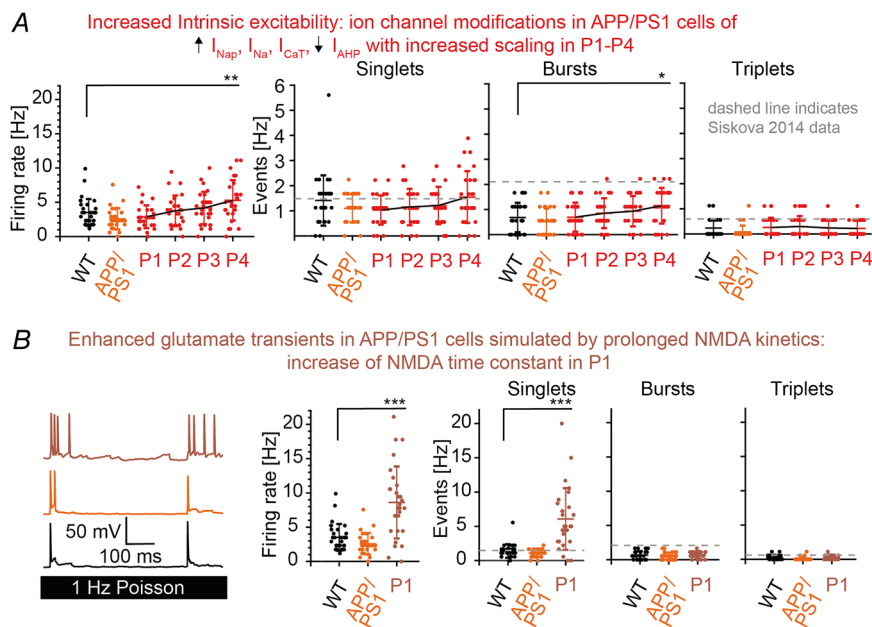 A
Increased Intrinsic excitability: ion channel modifications in APP/PS1 cells of
↑ INap, INa, ICaT, ↓ IAHP with increased scaling in P1-P4
Singlets
Bursts
Triplets
Firing rate [Hz]
20
15
10
5
0
**
WT
APP/
PS1
P1
P2
P3
P4
Events [Hz]
6
5
4
3
2
1
WT
APP/
PS1
P1
P2
P3
P4
*
WT
APP/
PS1
P1
P2
P3
P4
dashed line indicates
Siskova 2014 data
WT
APP/
PS1
P1
P2
P3
P4
B
Enhanced glutamate transients in APP/PS1 cells simulated by prolonged NMDA kinetics:
increase of NMDA time constant in P1
50 mV
100 ms
1 Hz Poisson
Singlets
Bursts
Triplets
Firing rate [Hz]
20
15
10
5
0
***
WT
APP/
PS1
P1
Events [Hz]
20
15
10
5
0
***
WT
APP/
PS1
P1
WT
APP/
PS1
P1
WT
APP/
PS1
P1